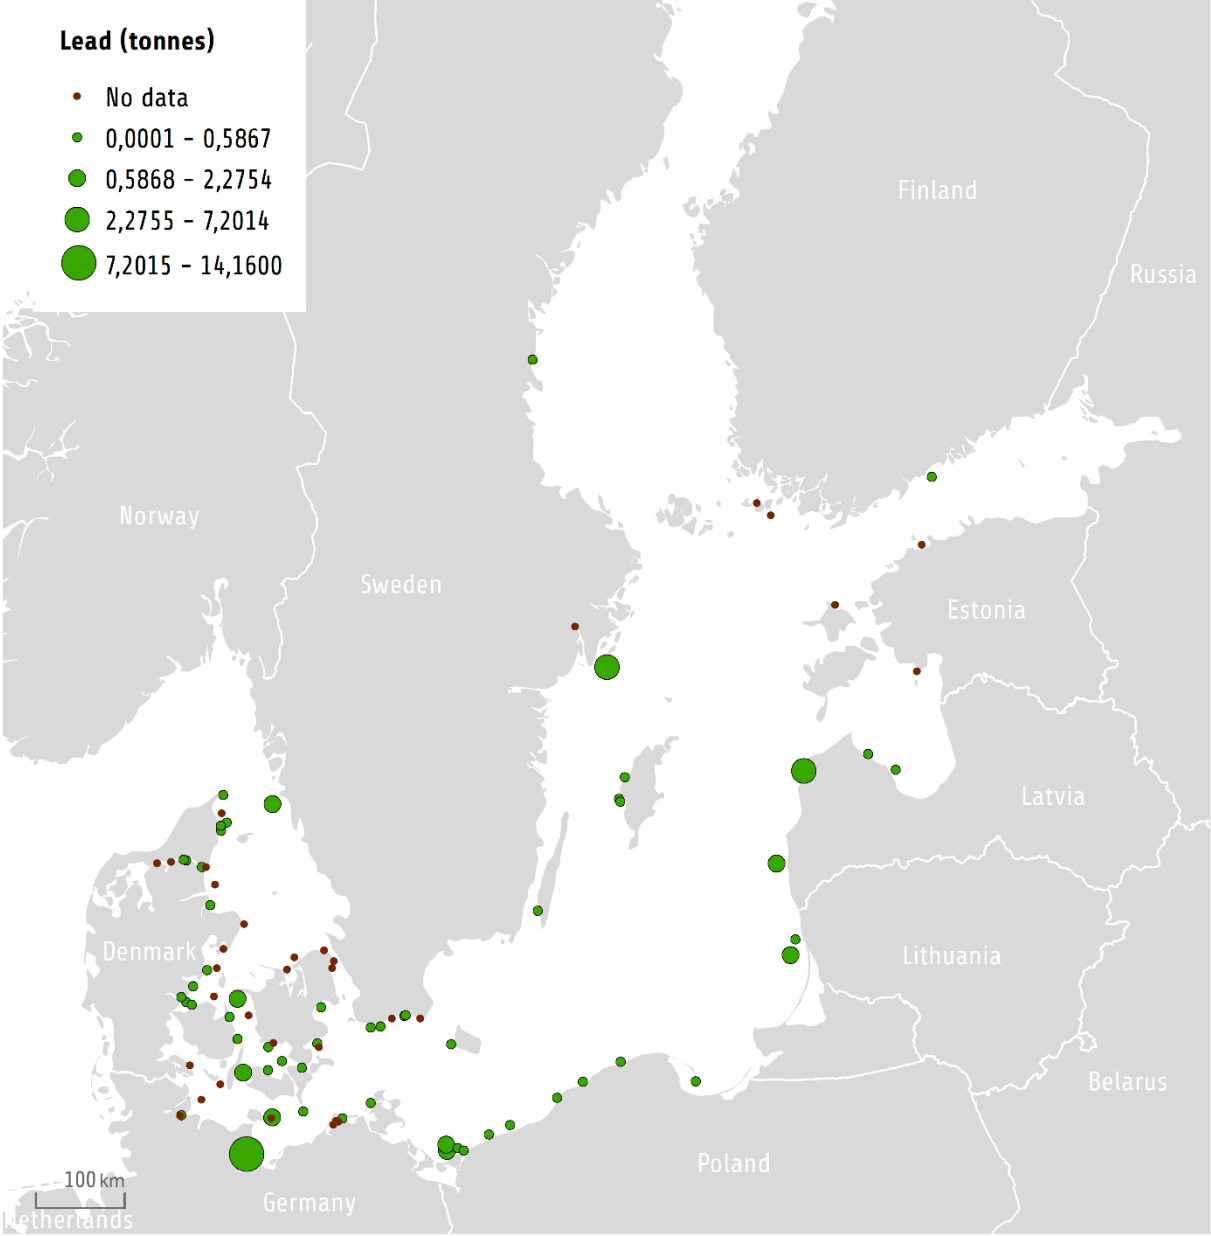 Lead (tonnes)
No data
0,0001 – 0,5867
0,5868 – 2,2754
2,2755 – 7,2014
7,2015 – 14,1600
Finland
Russia
Norway
Sweden
Estonia
Latvia
Denmark
Lithuania
Belarus
Poland
100 km
Germany
Netherlands